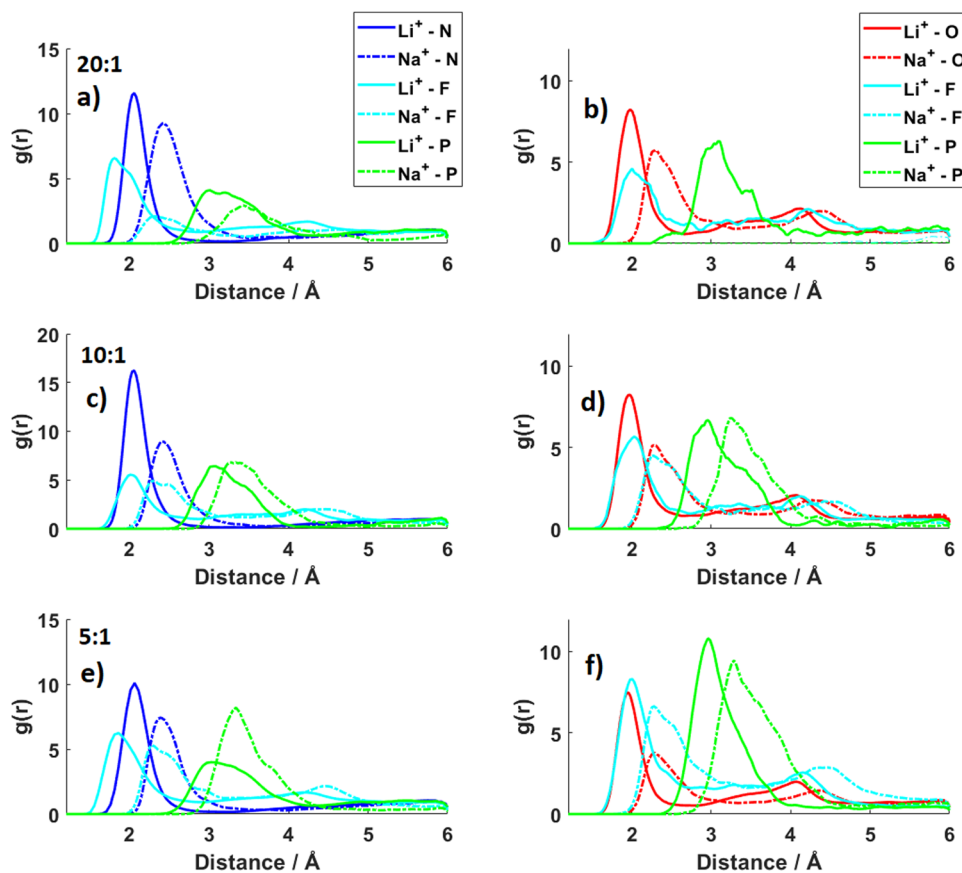 20:1
a)
g(r)
15
10
5
0
2
3
4
5
6
Distance / Å
Li+ - N
Na+ - N
Li+ - F
Na+ - F
Li+ - P
Na+ - P
b)
g(r)
10
5
0
2
3
4
5
6
Distance / Å
Li+ - O
Na+ - O
Li+ - F
Na+ - F
Li+ - P
Na+ - P
10:1
c)
g(r)
20
15
10
5
0
2
3
4
5
6
Distance / Å
d)
g(r)
10
5
0
2
3
4
5
6
Distance / Å
5:1
e)
g(r)
15
10
5
0
2
3
4
5
6
Distance / Å
f)
g(r)
10
5
0
2
3
4
5
6
Distance / Å